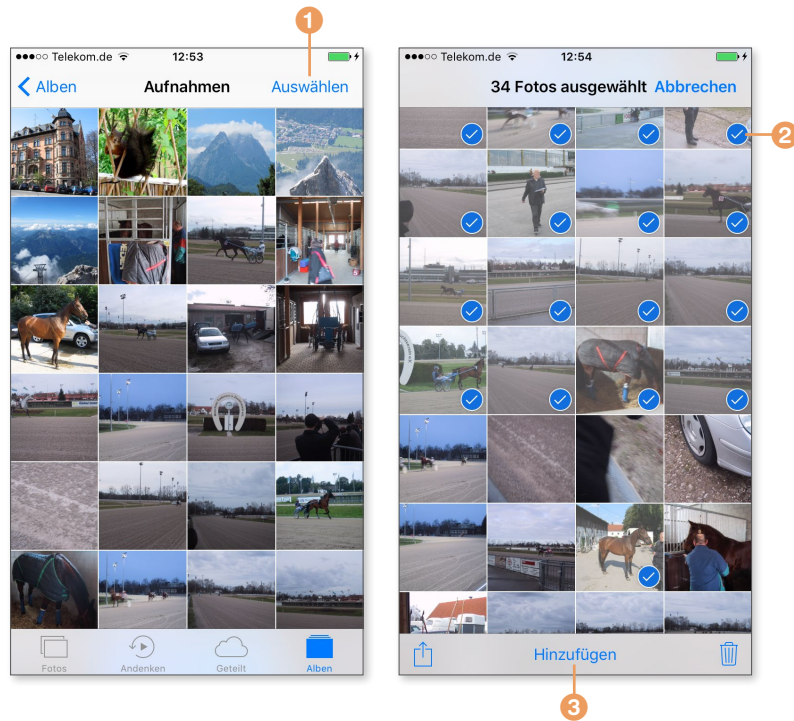 1
Telekom.de 12:53
Alben Aufnahmen Auswählen
Fotos Andenken Geteilt Alben
Telekom.de 12:54
34 Fotos ausgewählt Abbrechen
2
Hinzufügen
3